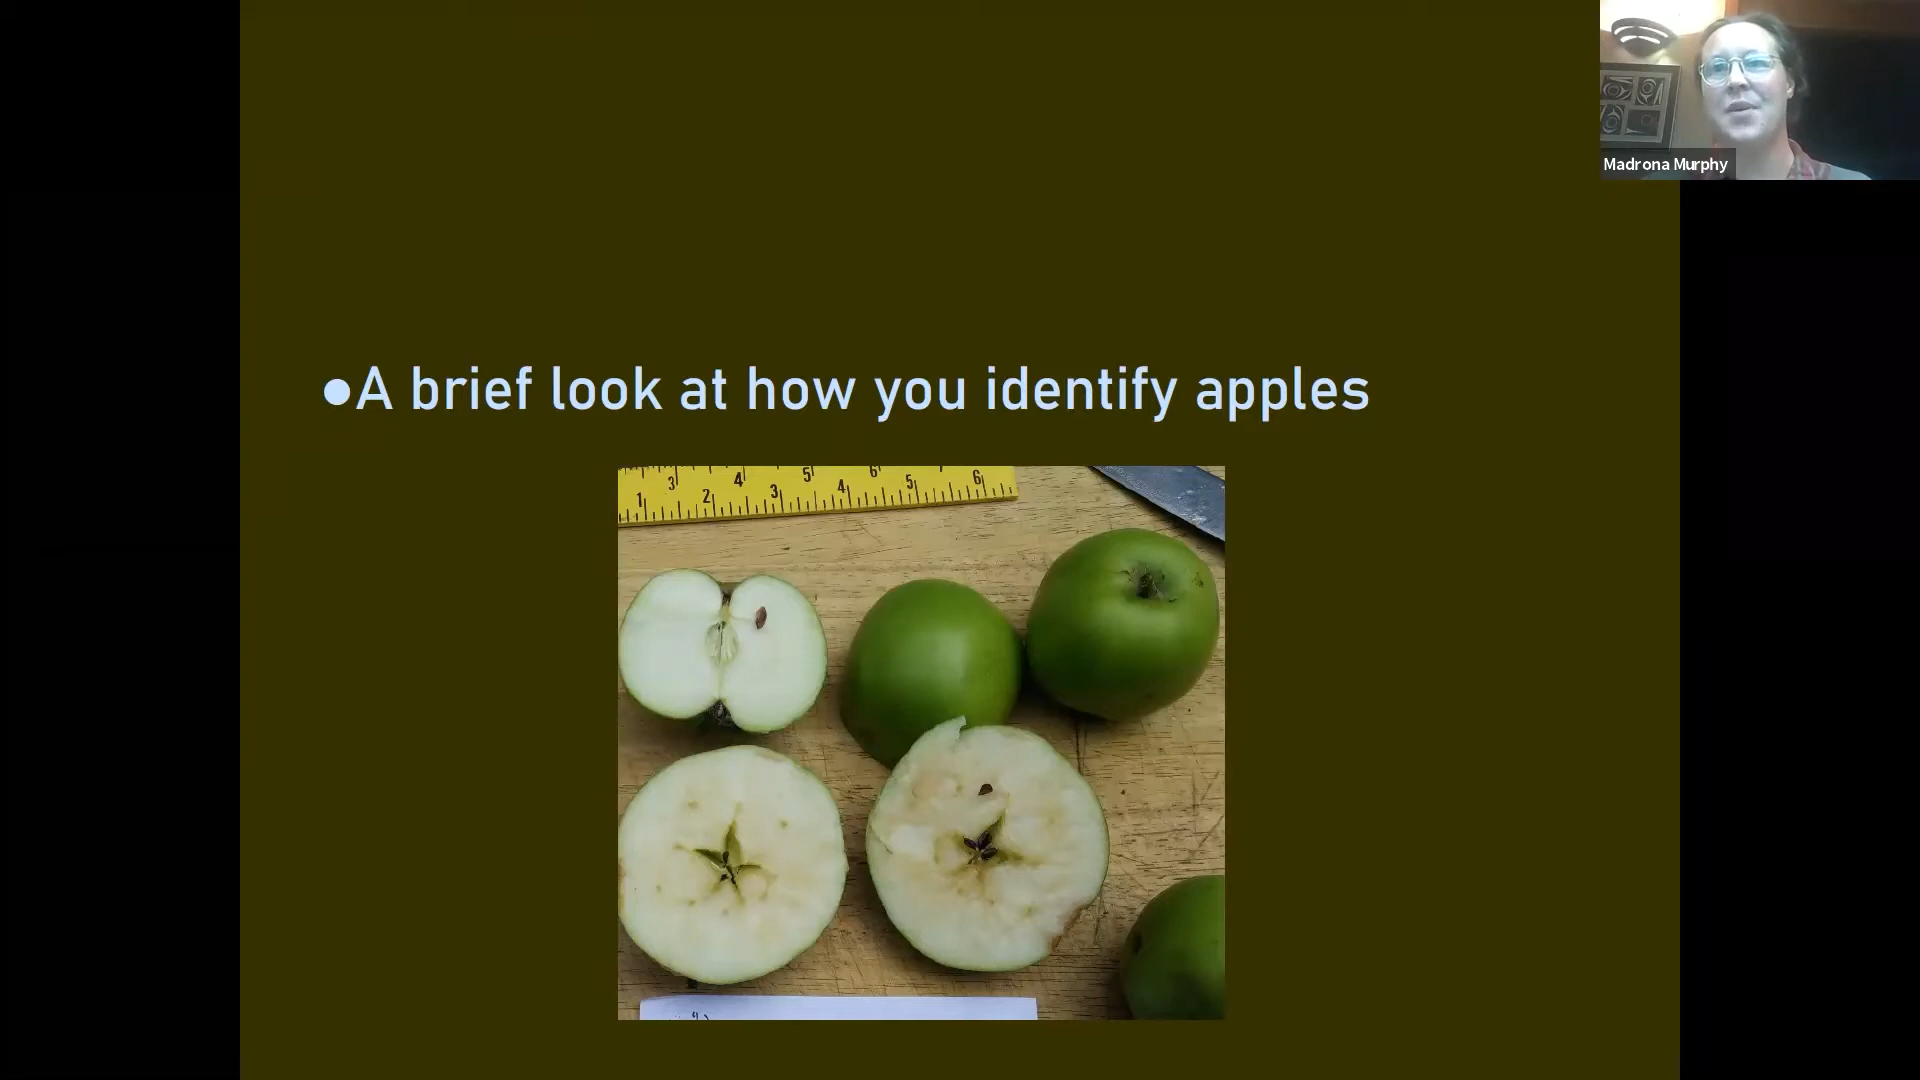 Madrona Murphy
●A brief look at how you identify apples
3 4 5 6
1 2 3 4 5 6